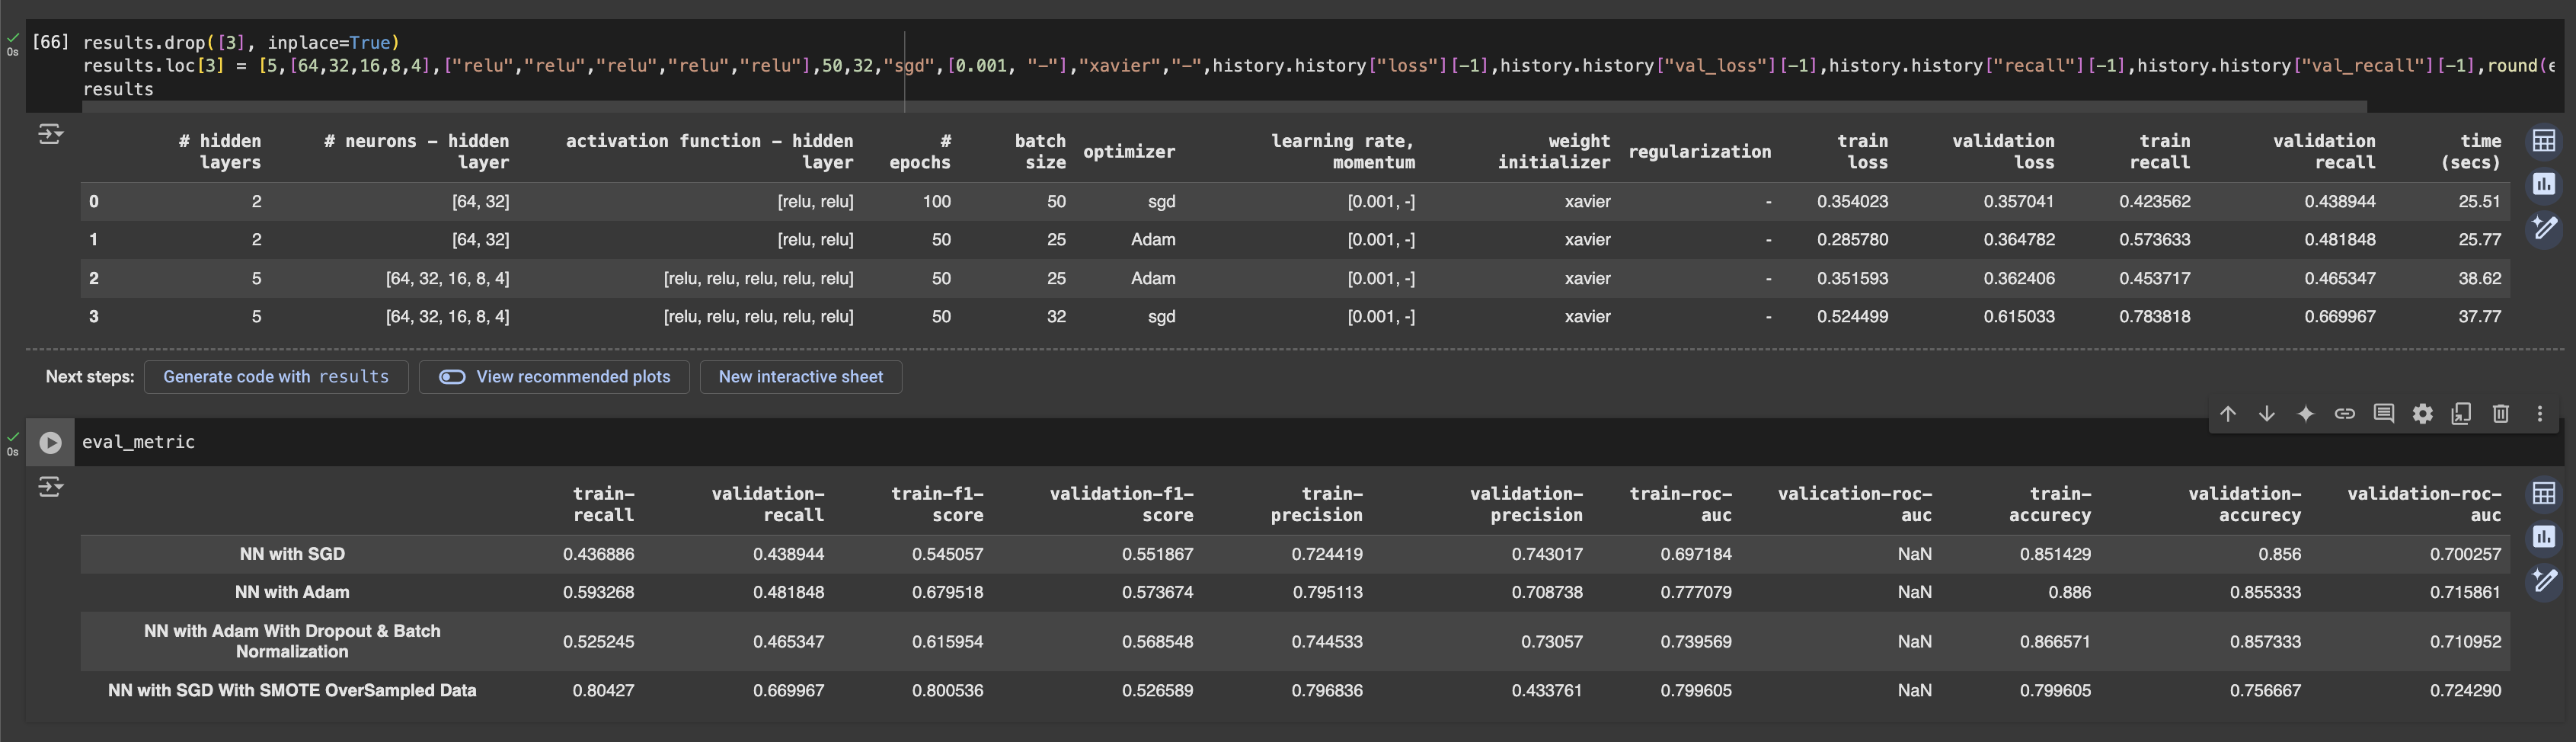 [66] results.drop([3], inplace=True)
results.loc[3] = [5,[64,32,16,8,4],["relu","relu","relu","relu","relu"],50,32,"sgd",[0.001, "-"],"xavier","-",history.history["loss"][-1],history.history["val_loss"][-1],history.history["recall"][-1],history.history["val_recall"][-1],round(e
results
0s
# hidden layers # neurons - hidden layer activation function - hidden layer # epochs batch size optimizer learning rate, momentum weight initializer regularization train loss validation loss train recall validation recall time (secs)
0 2 [64, 32] [relu, relu] 100 50 sgd [0.001, -] xavier - 0.354023 0.357041 0.423562 0.438944 25.51
1 2 [64, 32] [relu, relu] 50 25 Adam [0.001, -] xavier - 0.285780 0.364782 0.573633 0.481848 25.77
2 5 [64, 32, 16, 8, 4] [relu, relu, relu, relu, relu] 50 25 Adam [0.001, -] xavier - 0.351593 0.362406 0.453717 0.465347 38.62
3 5 [64, 32, 16, 8, 4] [relu, relu, relu, relu, relu] 50 32 sgd [0.001, -] xavier - 0.524499 0.615033 0.783818 0.669967 37.77
Next steps: Generate code with results View recommended plots New interactive sheet
eval_metric
0s
train-recall validation-recall train-f1-score validation-f1-score train-precision validation-precision train-roc-auc valication-roc-auc train-accurecy validation-accurecy validation-roc-auc
NN with SGD 0.436886 0.438944 0.545057 0.551867 0.724419 0.743017 0.697184 NaN 0.851429 0.856 0.700257
NN with Adam 0.593268 0.481848 0.679518 0.573674 0.795113 0.708738 0.777079 NaN 0.886 0.855333 0.715861
NN with Adam With Dropout & Batch Normalization 0.525245 0.465347 0.615954 0.568548 0.744533 0.73057 0.739569 NaN 0.866571 0.857333 0.710952
NN with SGD With SMOTE OverSampled Data 0.80427 0.669967 0.800536 0.526589 0.796836 0.433761 0.799605 NaN 0.799605 0.756667 0.724290